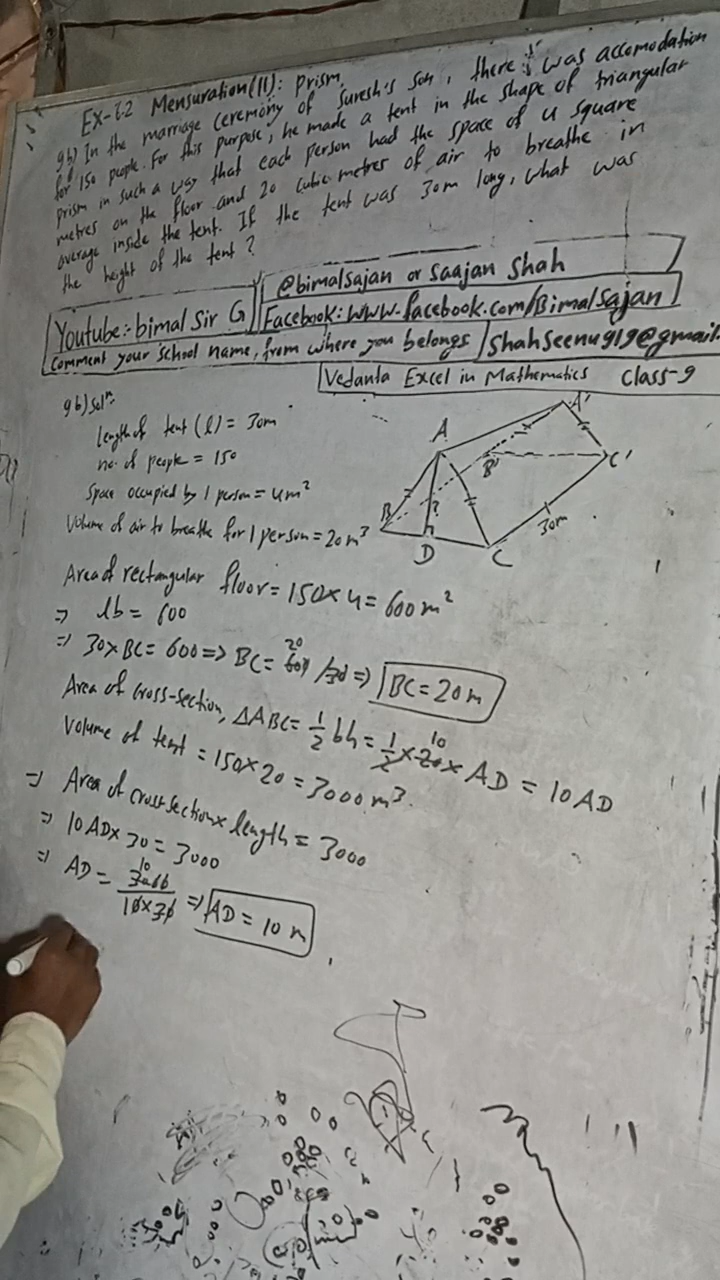 Ex-6.2 Mensuration(II): Prism
9b) In the marriage ceremony of Suresh's son, there was accomodation
for 150 people. For this purpose, he made a tent in the shape of triangular
prism in such a way that each person had the space of 4 square
metres on the floor and 20 cubic metres of air to breathe in
average inside the tent. If the tent was 30m long, what was
the height of the tent?
@bimalsajan or Saajan Shah
Youtube:- bimal Sir G
Facebook: www.facebook.com/Bimalsajan
Comment your school name, from where you belongs
shahseenu919@gmail.
Vedanta Excel in Mathematics Class-9
9b) Solⁿ:
length of tent (l) = 30m
no. of people = 150
Space occupied by 1 person = 4m²
Volume of air to breathe for 1 person = 20m³
A
A'
B
B'
?
D
C
C'
30m
Area of rectangular floor = 150×4 = 600m²
⇒ lb = 600
⇒ 30×BC = 600 ⇒ BC = 600/30 ⇒ BC = 20m
20
Area of cross-section, ΔABC = 1/2 bh = 1/2 × 20 × AD = 10AD
10
Volume of tent = 150×20 = 3000m³.
⇒ Area of cross section × length = 3000
⇒ 10AD × 30 = 3000
⇒ AD = 3000/10×30 ⇒ AD = 10m
10